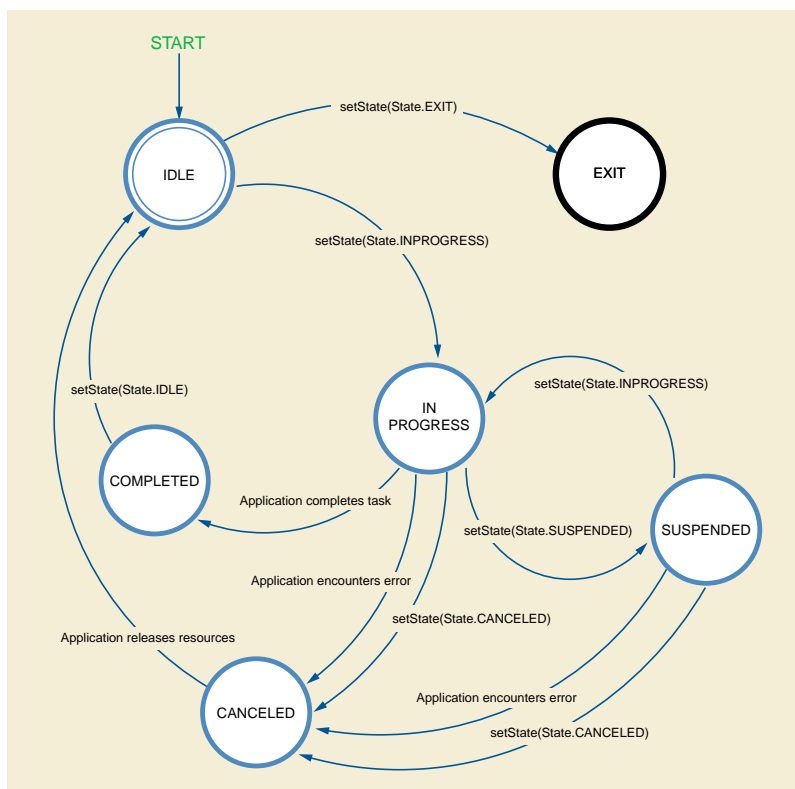 START
setState(State.EXIT)
IDLE
EXIT
setState(State.INPROGRESS)
setState(State.INPROGRESS)
setState(State.IDLE)
IN
PROGRESS
COMPLETED
Application completes task
setState(State.SUSPENDED)
SUSPENDED
Application encounters error
setState(State.CANCELED)
Application releases resources
Application encounters error
CANCELED
setState(State.CANCELED)